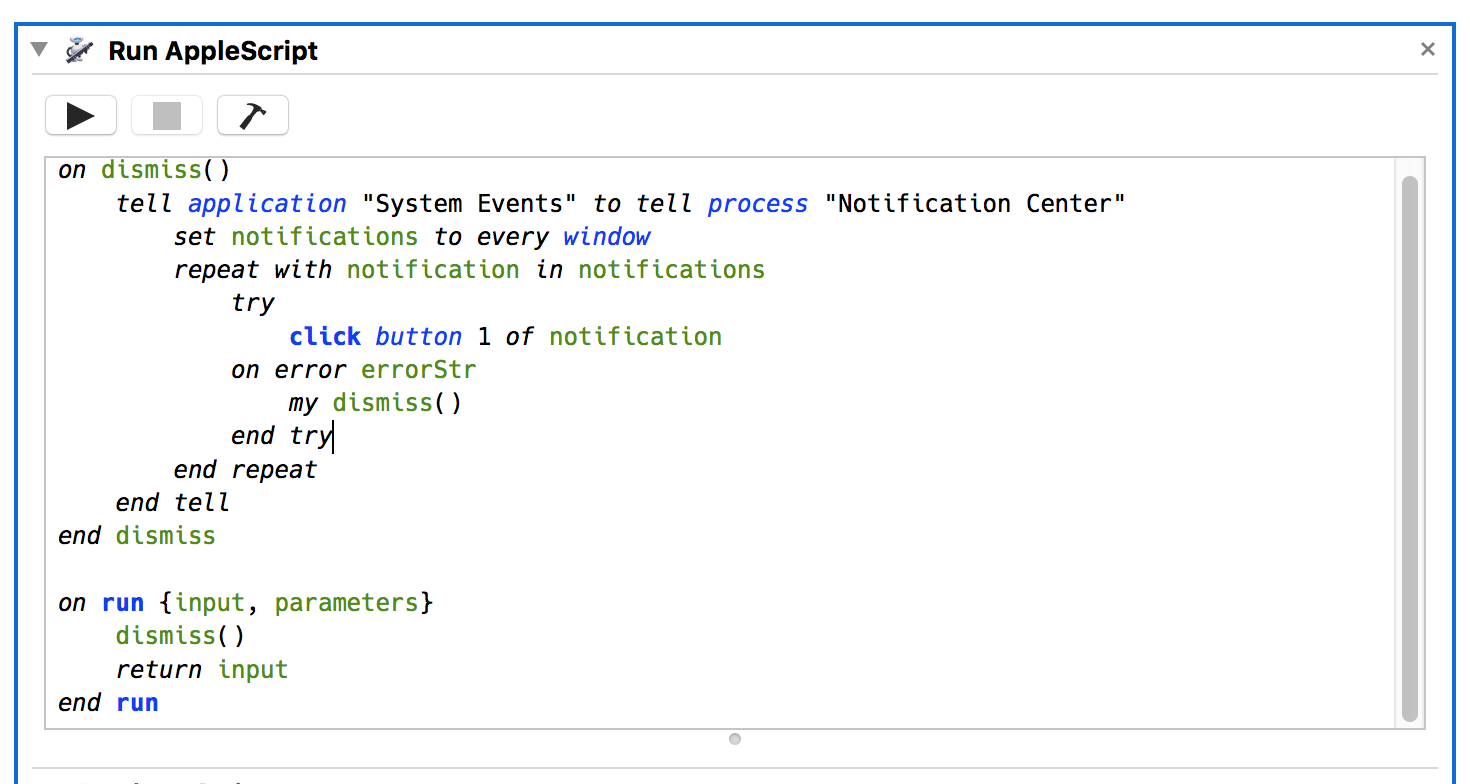 Run AppleScript
on dismiss()
tell application "System Events" to tell process "Notification Center"
set notifications to every window
repeat with notification in notifications
try
click button 1 of notification
on error errorStr
my dismiss()
end try
end repeat
end tell
end dismiss
on run {input, parameters}
dismiss()
return input
end run